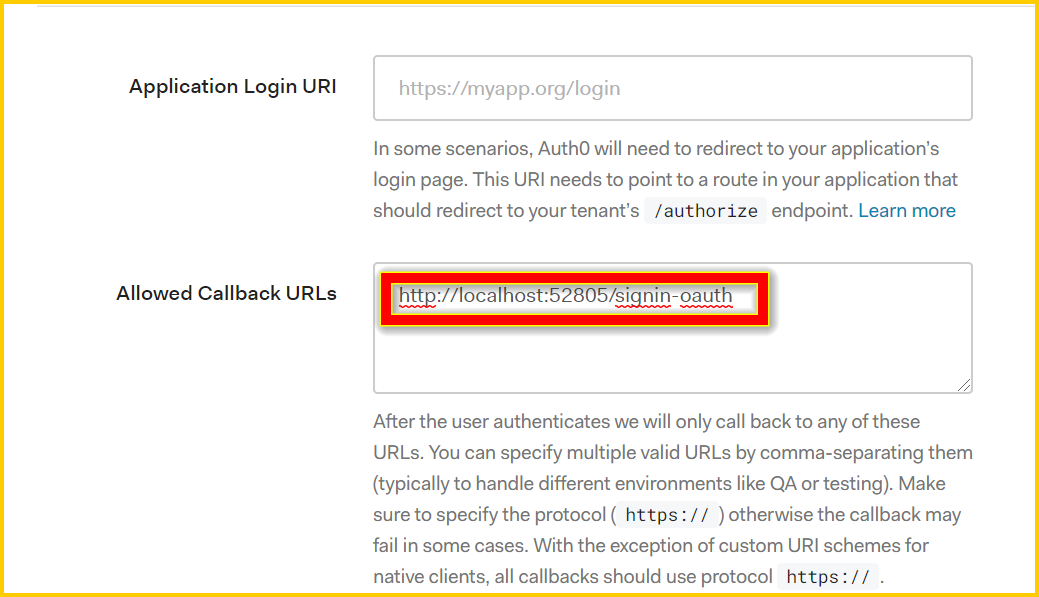 Application Login URI
https://myapp.org/login
In some scenarios, Auth0 will need to redirect to your application’s
login page. This URI needs to point to a route in your application that
should redirect to your tenant’s /authorize endpoint. Learn more
Allowed Callback URLs
http://localhost:52805/signin-oauth
After the user authenticates we will only call back to any of these
URLs. You can specify multiple valid URLs by comma-separating them
(typically to handle different environments like QA or testing). Make
sure to specify the protocol ( https:// ) otherwise the callback may
fail in some cases. With the exception of custom URI schemes for
native clients, all callbacks should use protocol https:// .